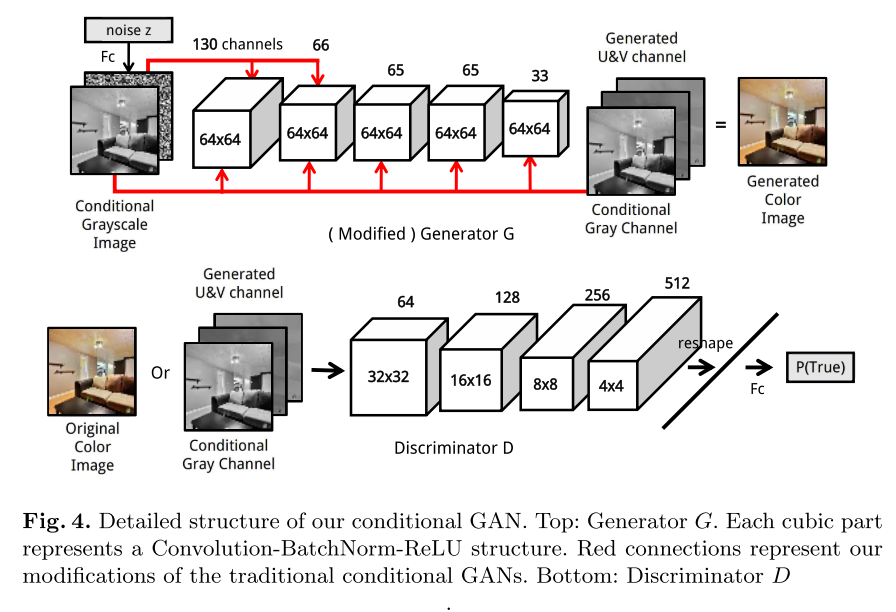 noise z
Fc
130 channels
66
65
65
33
Generated
U&V channel
64x64
64x64
64x64
64x64
64x64
=
Conditional
Grayscale
Image
( Modified ) Generator G
Conditional
Gray Channel
Generated
Color
Image
Generated
U&V channel
64
128
256
512
Or
32x32
16x16
8x8
4x4
reshape
Fc
P(True)
Original
Color
Image
Conditional
Gray Channel
Discriminator D
Fig. 4. Detailed structure of our conditional GAN. Top: Generator G. Each cubic part
represents a Convolution-BatchNorm-ReLU structure. Red connections represent our
modifications of the traditional conditional GANs. Bottom: Discriminator D
.